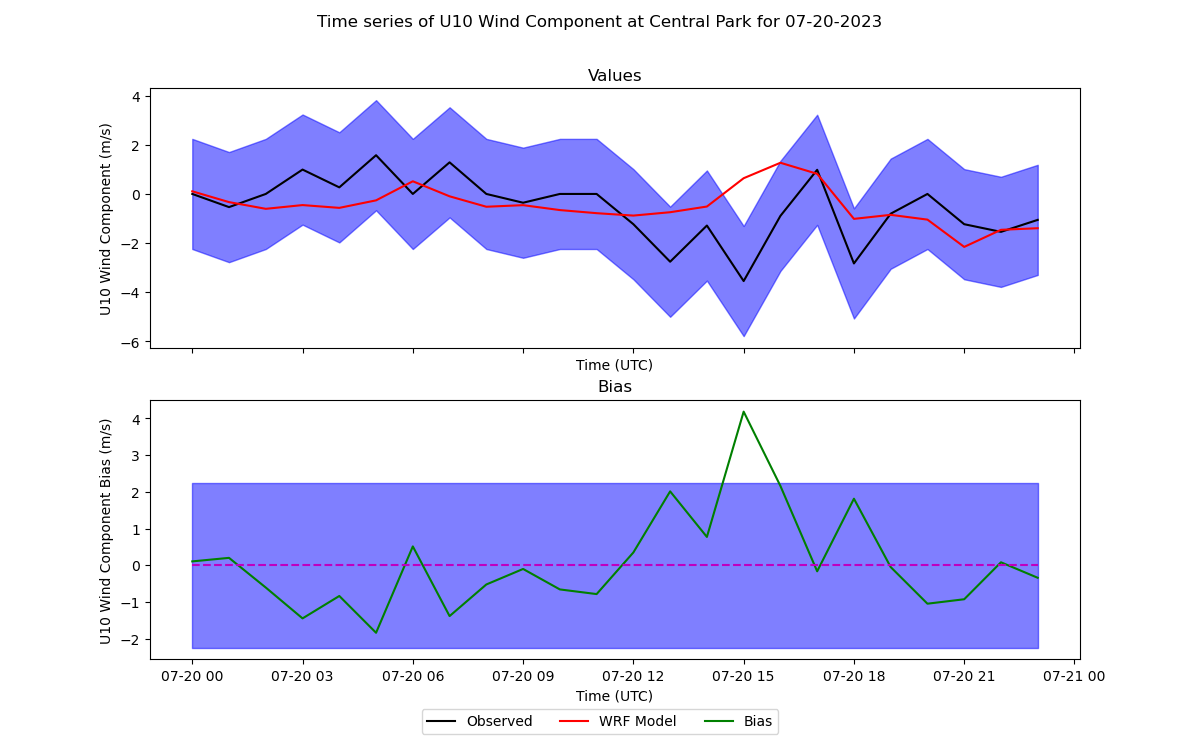 Time series of U10 Wind Component at Central Park for 07-20-2023
Values
U10 Wind Component (m/s)
4
2
0
−2
−4
−6
Time (UTC)
Bias
U10 Wind Component Bias (m/s)
4
3
2
1
0
−1
−2
07-20 00 07-20 03 07-20 06 07-20 09 07-20 12 07-20 15 07-20 18 07-20 21 07-21 00
Time (UTC)
Observed WRF Model Bias